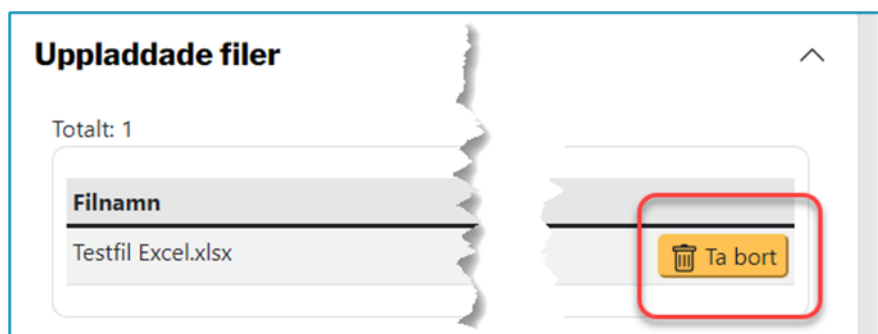 Uppladdade filer
Totalt: 1
Filnamn
Testfil Excel.xlsx
Ta bort